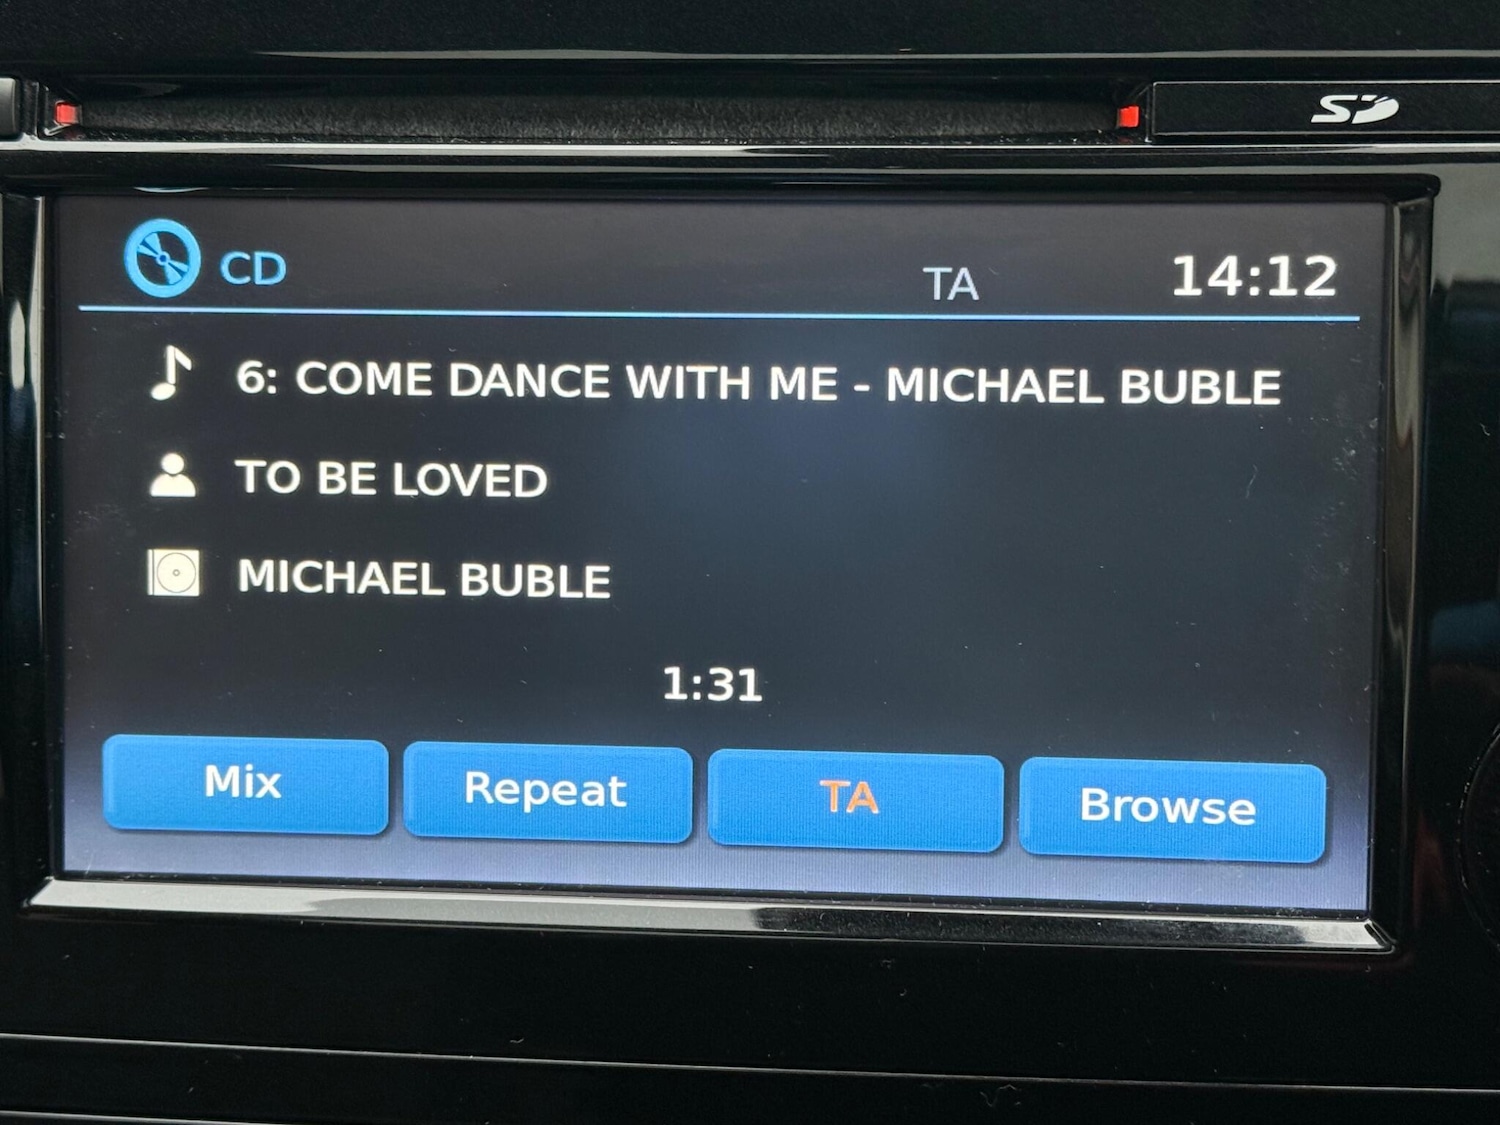 SD
CD TA 14:12
6: COME DANCE WITH ME - MICHAEL BUBLE
TO BE LOVED
MICHAEL BUBLE
1:31
Mix Repeat TA Browse